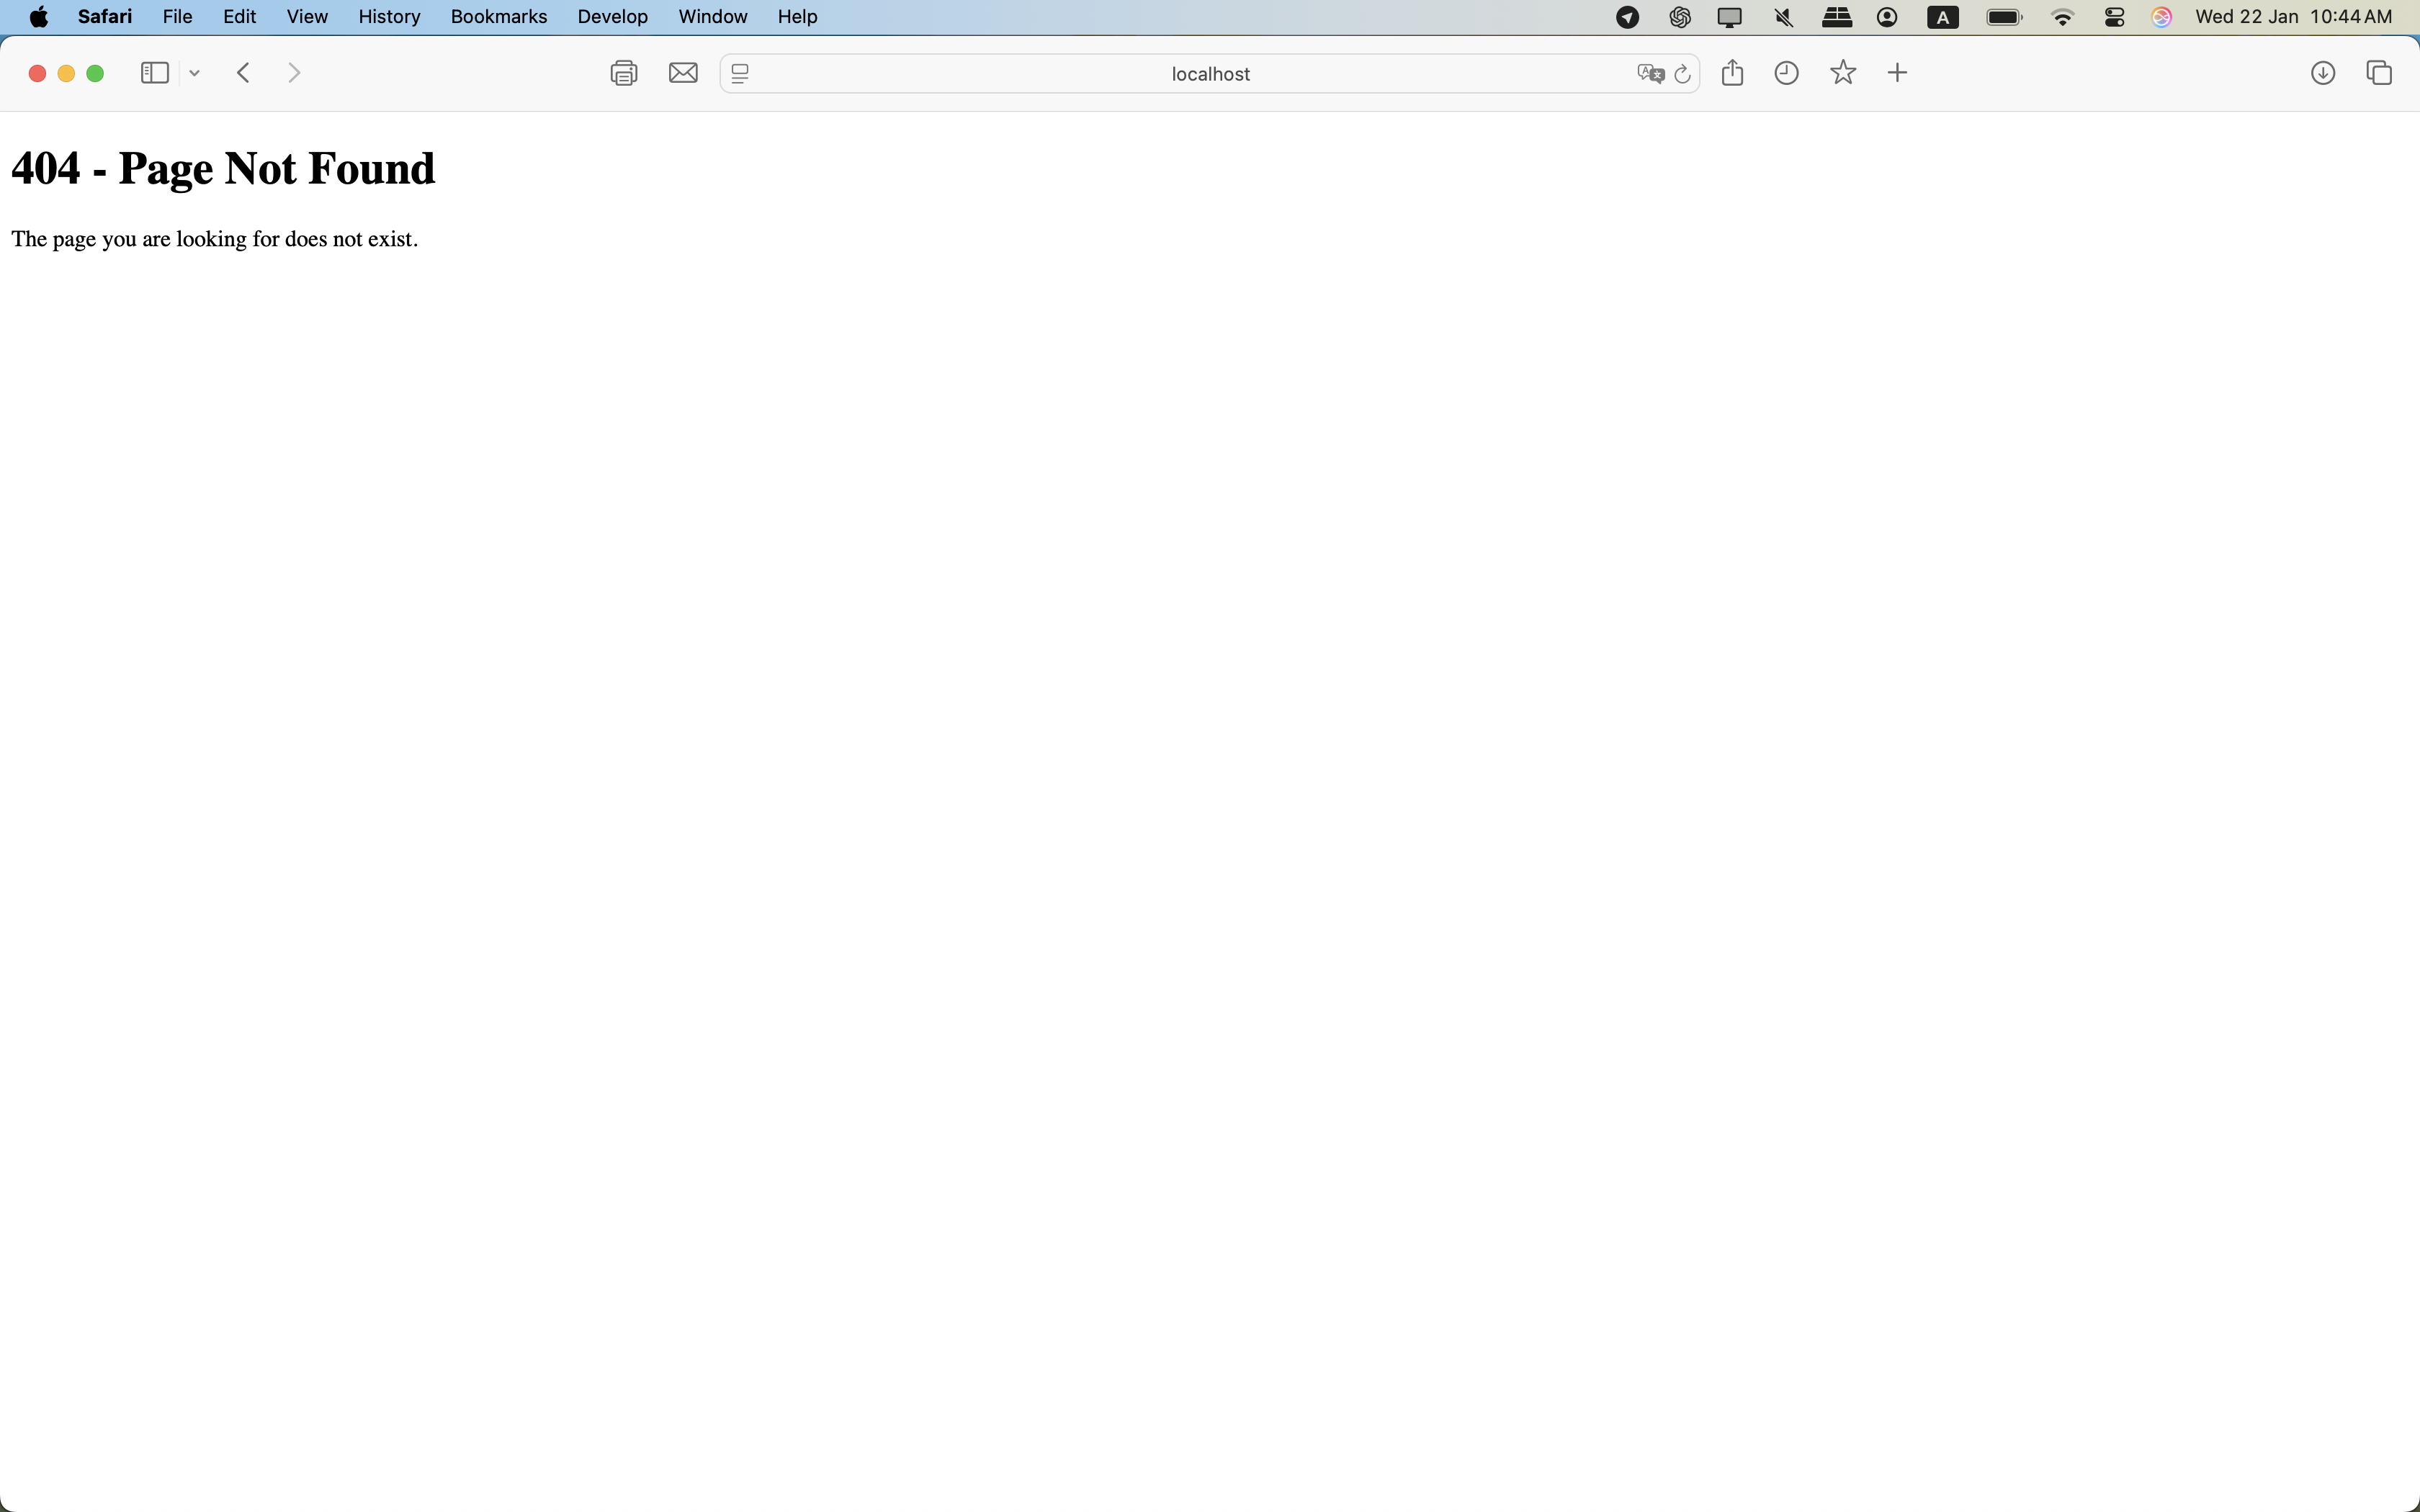 Safari File Edit View History Bookmarks Develop Window Help A Wed 22 Jan 10:44 AM
localhost
404 - Page Not Found
The page you are looking for does not exist.